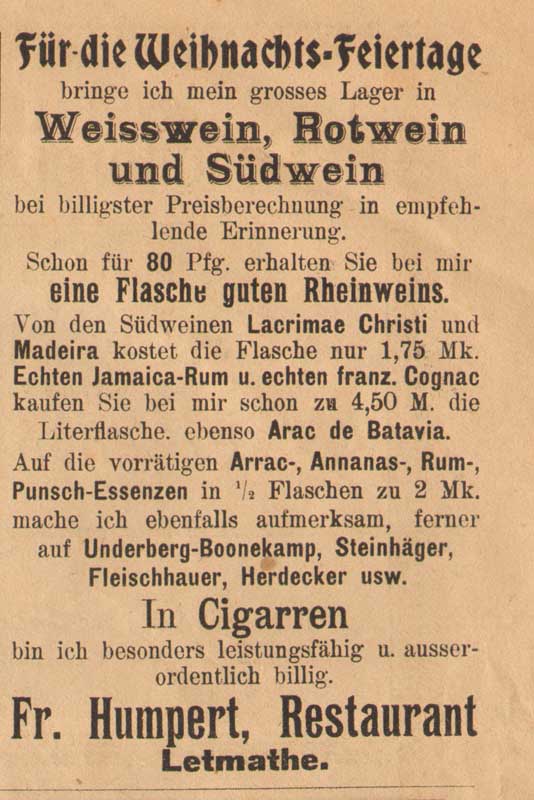 Für die Weihnachts-Feiertage
bringe ich mein grosses Lager in
Weisswein, Rotwein
und Südwein
bei billigster Preisberechnung in empfeh-
lende Erinnerung.
Schon für 80 Pfg. erhalten Sie bei mir
eine Flasche guten Rheinweins.
Von den Südweinen Lacrimae Christi und
Madeira kostet die Flasche nur 1,75 Mk.
Echten Jamaica-Rum u. echten franz. Cognac
kaufen Sie bei mir schon zu 4,50 M. die
Literflasche. ebenso Arac de Batavia.
Auf die vorrätigen Arrac-, Annanas-, Rum-,
Punsch-Essenzen in ½ Flaschen zu 2 Mk.
mache ich ebenfalls aufmerksam, ferner
auf Underberg-Boonekamp, Steinhäger,
Fleischhauer, Herdecker usw.
In Cigarren
bin ich besonders leistungsfähig u. ausser-
ordentlich billig.
Fr. Humpert, Restaurant
Letmathe.